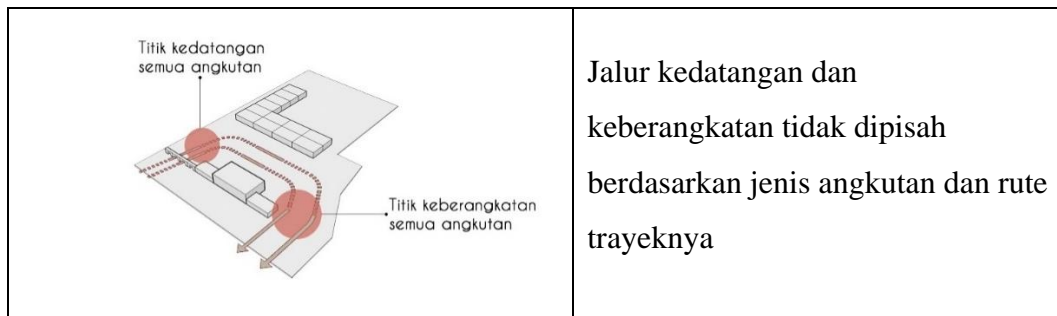 Titik kedatangan
semua angkutan
Titik keberangkatan
semua angkutan
Jalur kedatangan dan
keberangkatan tidak dipisah
berdasarkan jenis angkutan dan rute
trayeknya